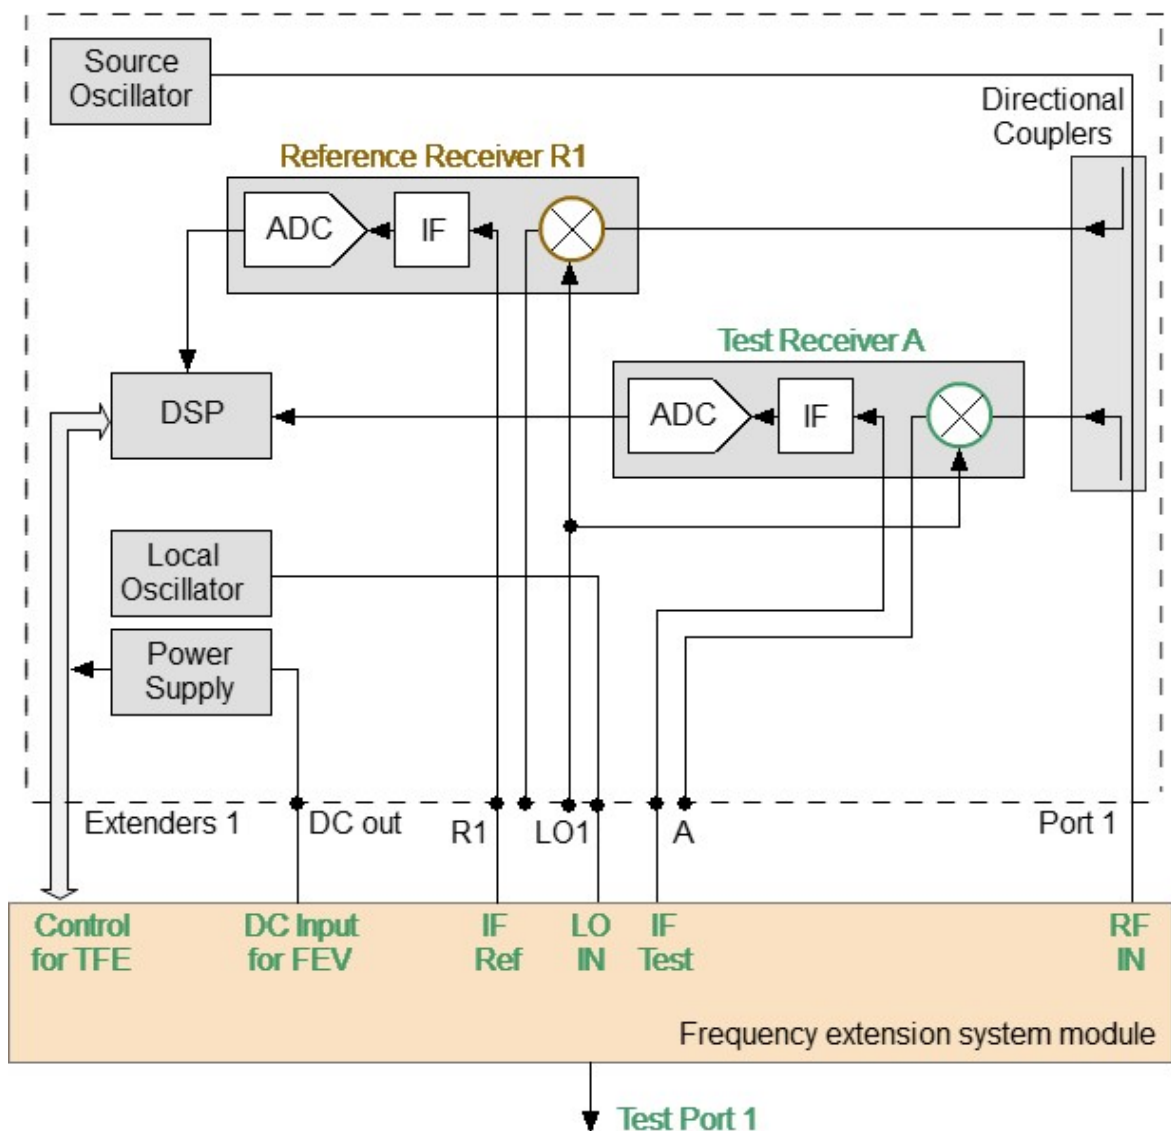 Source
Oscillator
Directional
Couplers
Reference Receiver R1
ADC
IF
Test Receiver A
DSP
ADC
IF
Local
Oscillator
Power
Supply
Extenders 1
DC out
R1
LO1
A
Port 1
Control
for TFE
DC Input
for FEV
IF
Ref
LO
IN
IF
Test
RF
IN
Frequency extension system module
Test Port 1